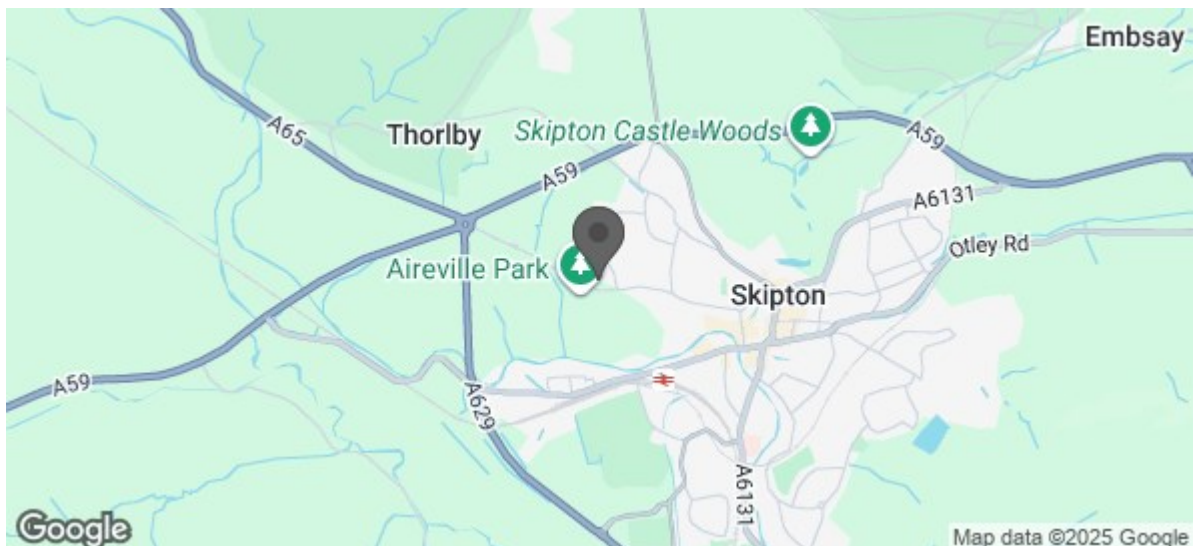 Embsay
A65
Thorlby
Skipton Castle Woods
A59
A59
A6131
Otley Rd
Aireville Park
Skipton
A59
A629
A6131
Google
Map data ©2025 Google